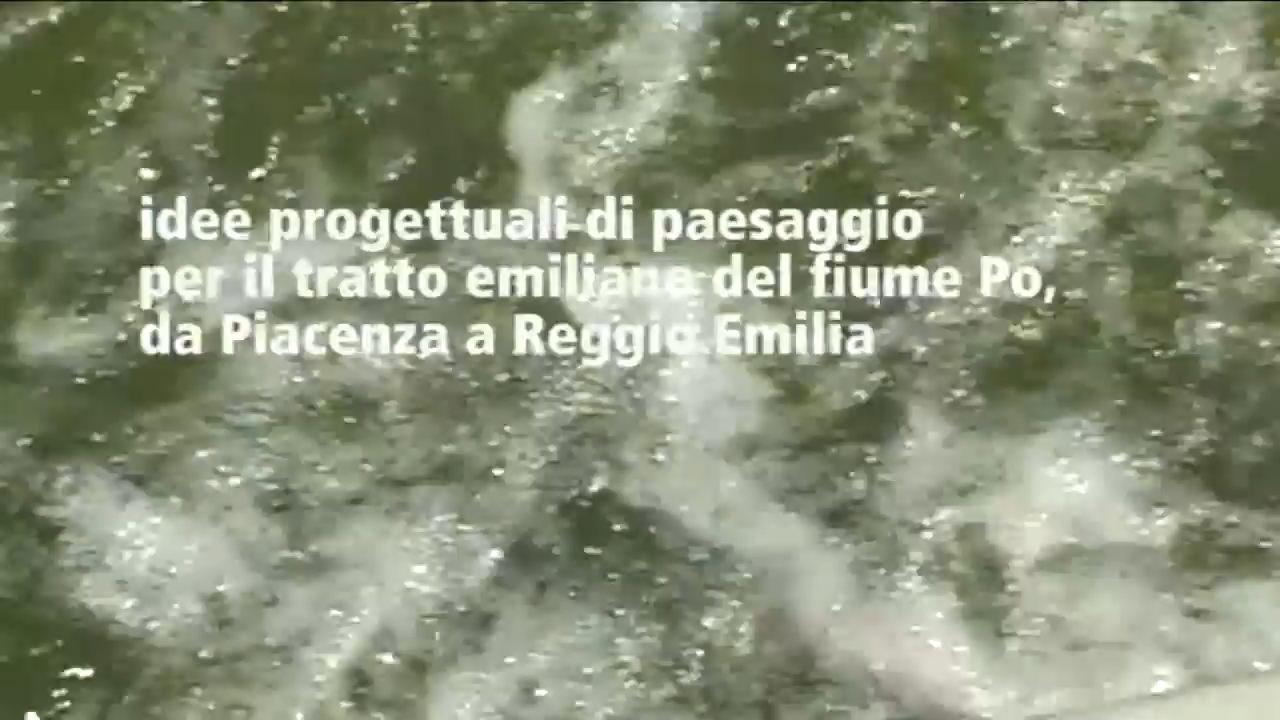 idee progettuali di paesaggio
per il tratto emiliano del fiume Po,
da Piacenza a Reggio Emilia